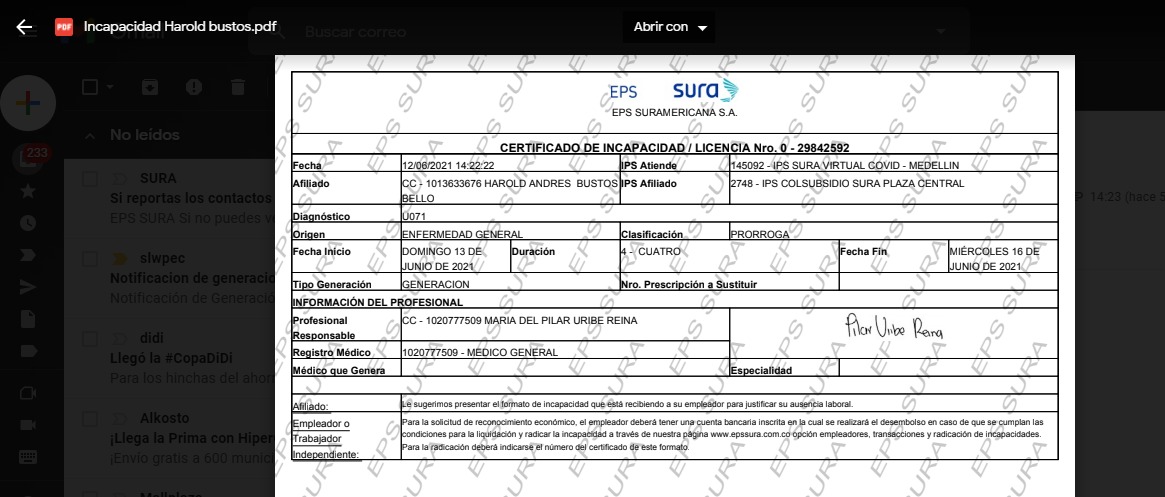 Incapacidad Harold bustos.pdf
Abrir con
Buscar correo
No leídos
233
SURA
Si reportas los contactos
EPS SURA Si no puedes v
14:23 (hace 5
slwpec
Notificacion de generació
Notificación de Generació
didi
Llegó la #CopaDiDi
Para los hinchas del ahor
Alkosto
¡Llega la Prima con Hiper
¡Envío gratis a 600 munic
EPS sura
EPS SURAMERICANA S.A.
CERTIFICADO DE INCAPACIDAD / LICENCIA Nro. 0 - 29842592
Fecha 12/06/2021 14:22:22 IPS Atiende 145092 - IPS SURA VIRTUAL COVID - MEDELLIN
Afiliado CC - 1013633676 HAROLD ANDRES BUSTOS IPS Afiliado 2748 - IPS COLSUBSIDIO SURA PLAZA CENTRAL
BELLO
Diagnóstico U071
Origen ENFERMEDAD GENERAL Clasificación PRORROGA
Fecha Inicio DOMINGO 13 DE Duración 4 - CUATRO Fecha Fin MIÉRCOLES 16 DE
JUNIO DE 2021 JUNIO DE 2021
Tipo Generación GENERACION Nro. Prescripción a Sustituir
INFORMACIÓN DEL PROFESIONAL
Profesional CC - 1020777509 MARIA DEL PILAR URIBE REINA
Responsable
Pilar Uribe Reina
Registro Médico 1020777509 - MEDICO GENERAL
Médico que Genera Especialidad
Afiliado: Le sugerimos presentar el formato de incapacidad que está recibiendo a su empleador para justificar su ausencia laboral.
Empleador o Para la solicitud de reconocimiento económico, el empleador deberá tener una cuenta bancaria inscrita en la cual se realizará el desembolso en caso de que se cumplan las
Trabajador condiciones para la liquidación y radicar la incapacidad a través de nuestra página www.epssura.com.co opción empleadores, transacciones y radicación de incapacidades.
Independiente: Para la radicación deberá indicarse el número del certificado de este formato.